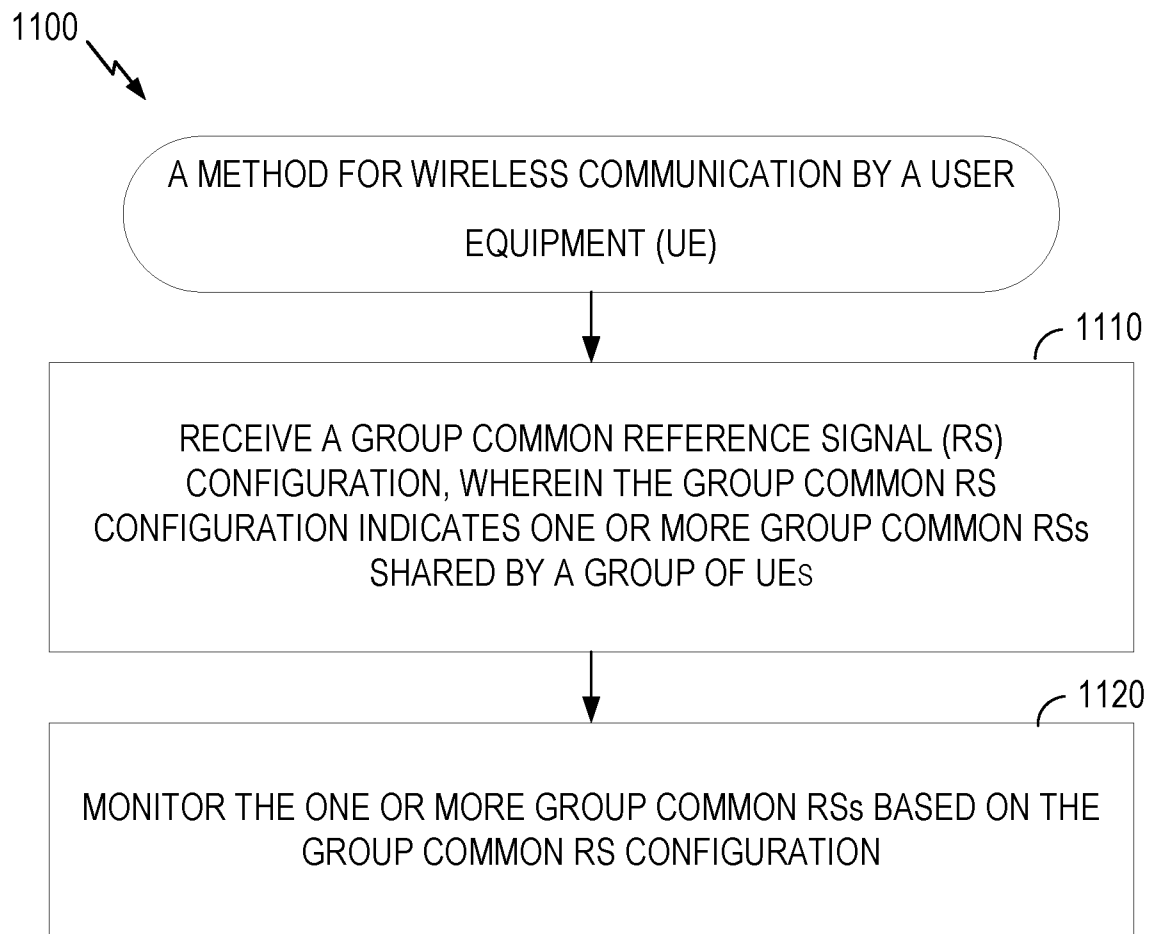 1100
A METHOD FOR WIRELESS COMMUNICATION BY A USER
EQUIPMENT (UE)
1110
RECEIVE A GROUP COMMON REFERENCE SIGNAL (RS)
CONFIGURATION, WHEREIN THE GROUP COMMON RS
CONFIGURATION INDICATES ONE OR MORE GROUP COMMON RSs
SHARED BY A GROUP OF UEs
1120
MONITOR THE ONE OR MORE GROUP COMMON RSs BASED ON THE
GROUP COMMON RS CONFIGURATION